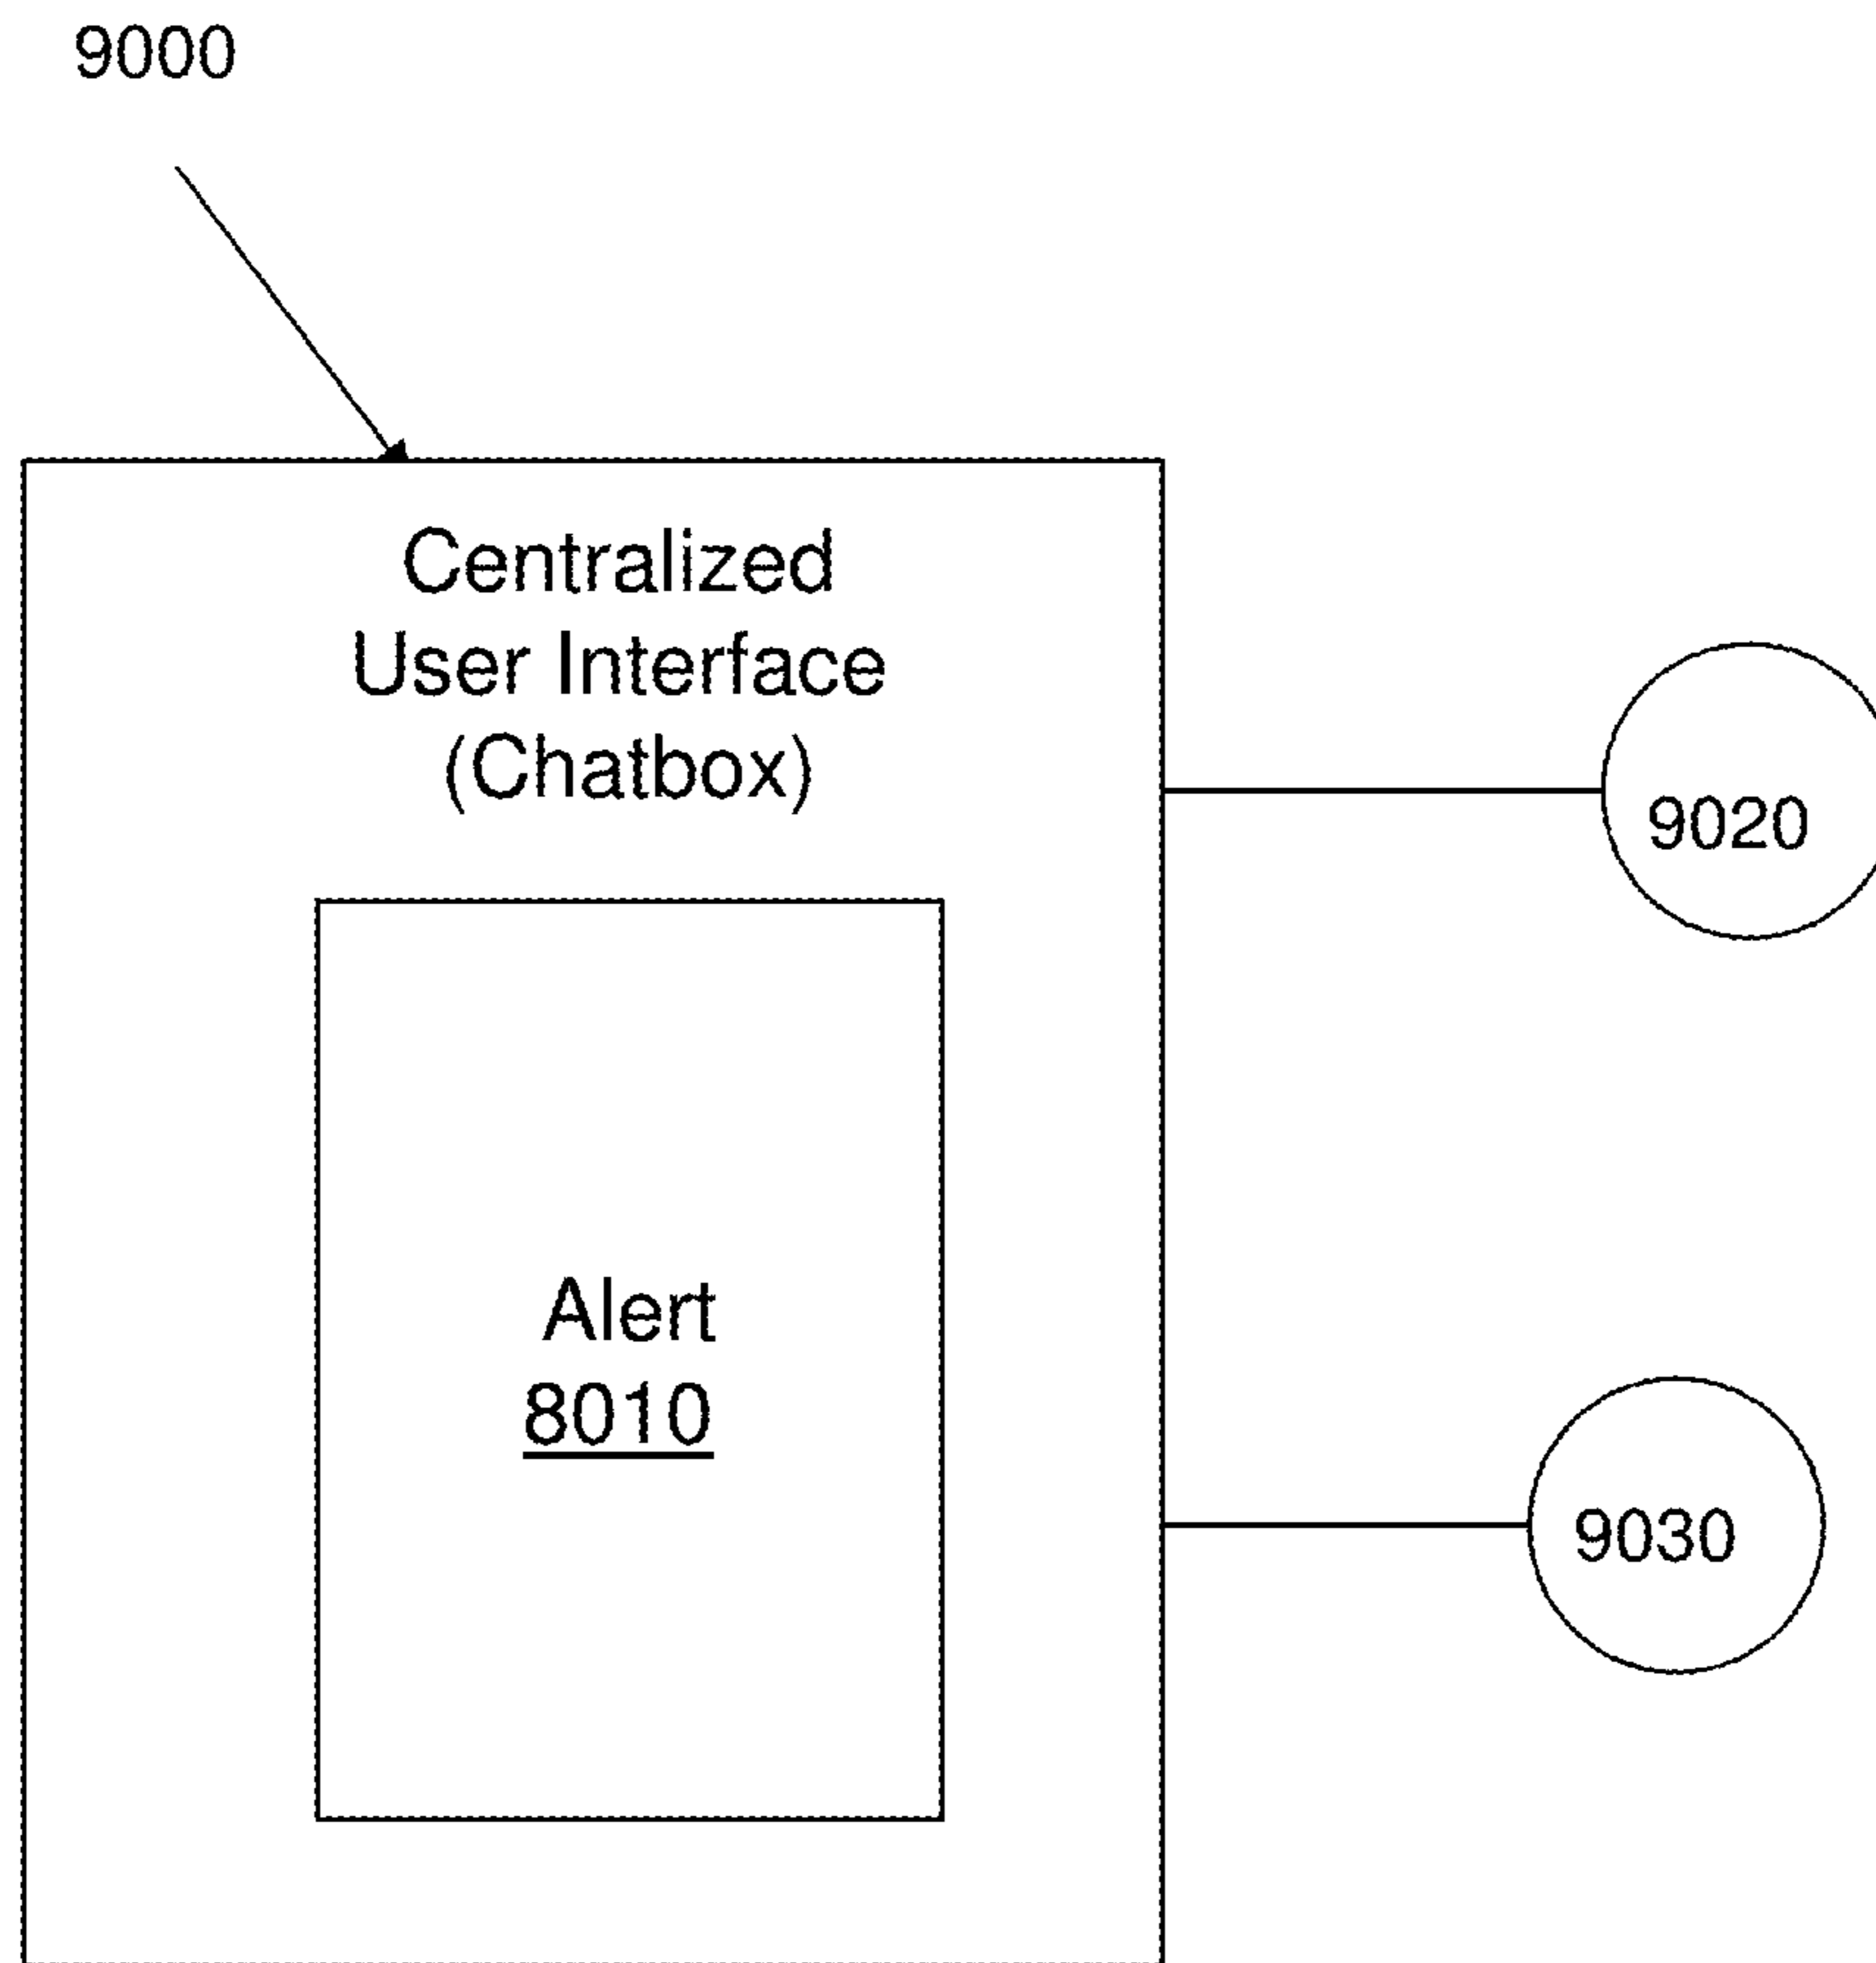 9000
Centralized
User Interface
(Chatbox)
9020
Alert
8010
9030